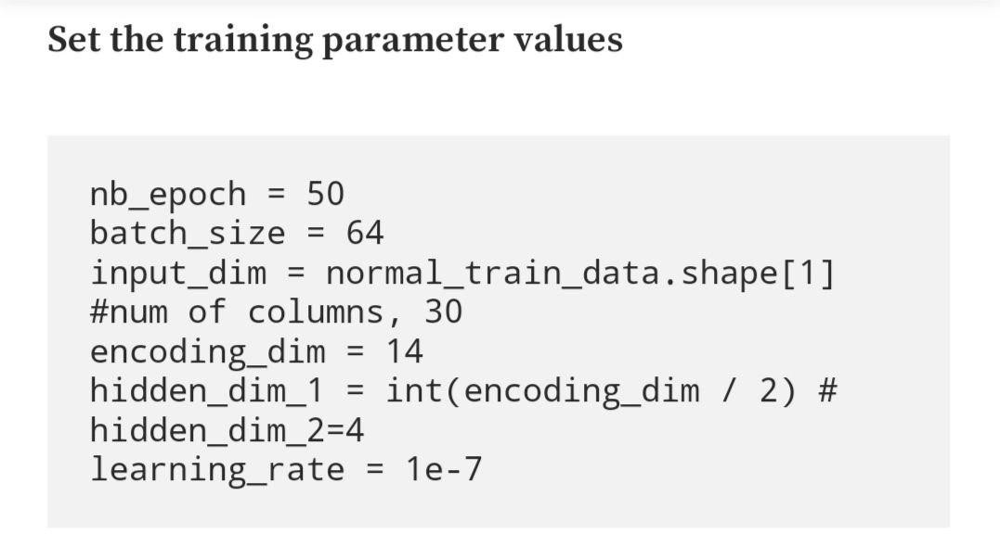 Set the training parameter values
nb_epoch = 50
batch_size = 64
input_dim = normal_train_data.shape[1]
#num of columns, 30
encoding_dim = 14
hidden_dim_1 = int(encoding_dim / 2) #
hidden_dim_2=4
learning_rate = 1e-7